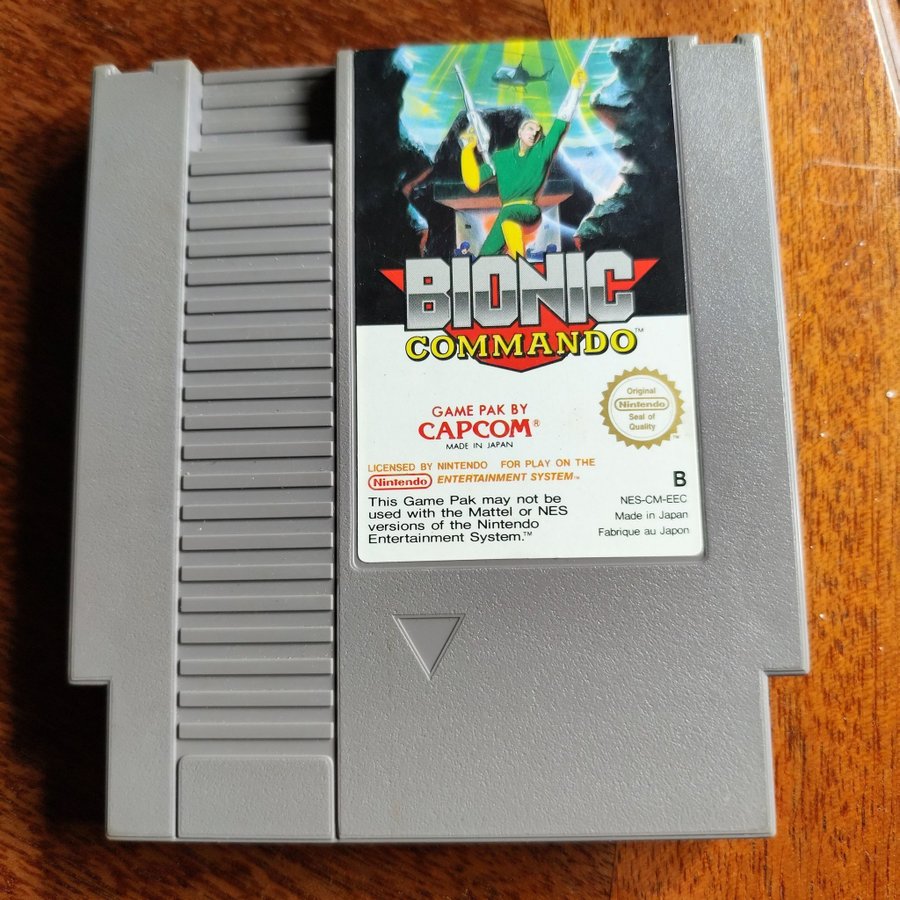 BIONIC
COMMANDO™
Original
Nintendo
Seal of
Quality
™
GAME PAK BY
CAPCOM®
MADE IN JAPAN
LICENSED BY NINTENDO FOR PLAY ON THE
Nintendo ENTERTAINMENT SYSTEM™
B
This Game Pak may not be
used with the Mattel or NES
versions of the Nintendo
Entertainment System.™
NES-CM-EEC
Made in Japan
Fabrique au Japon